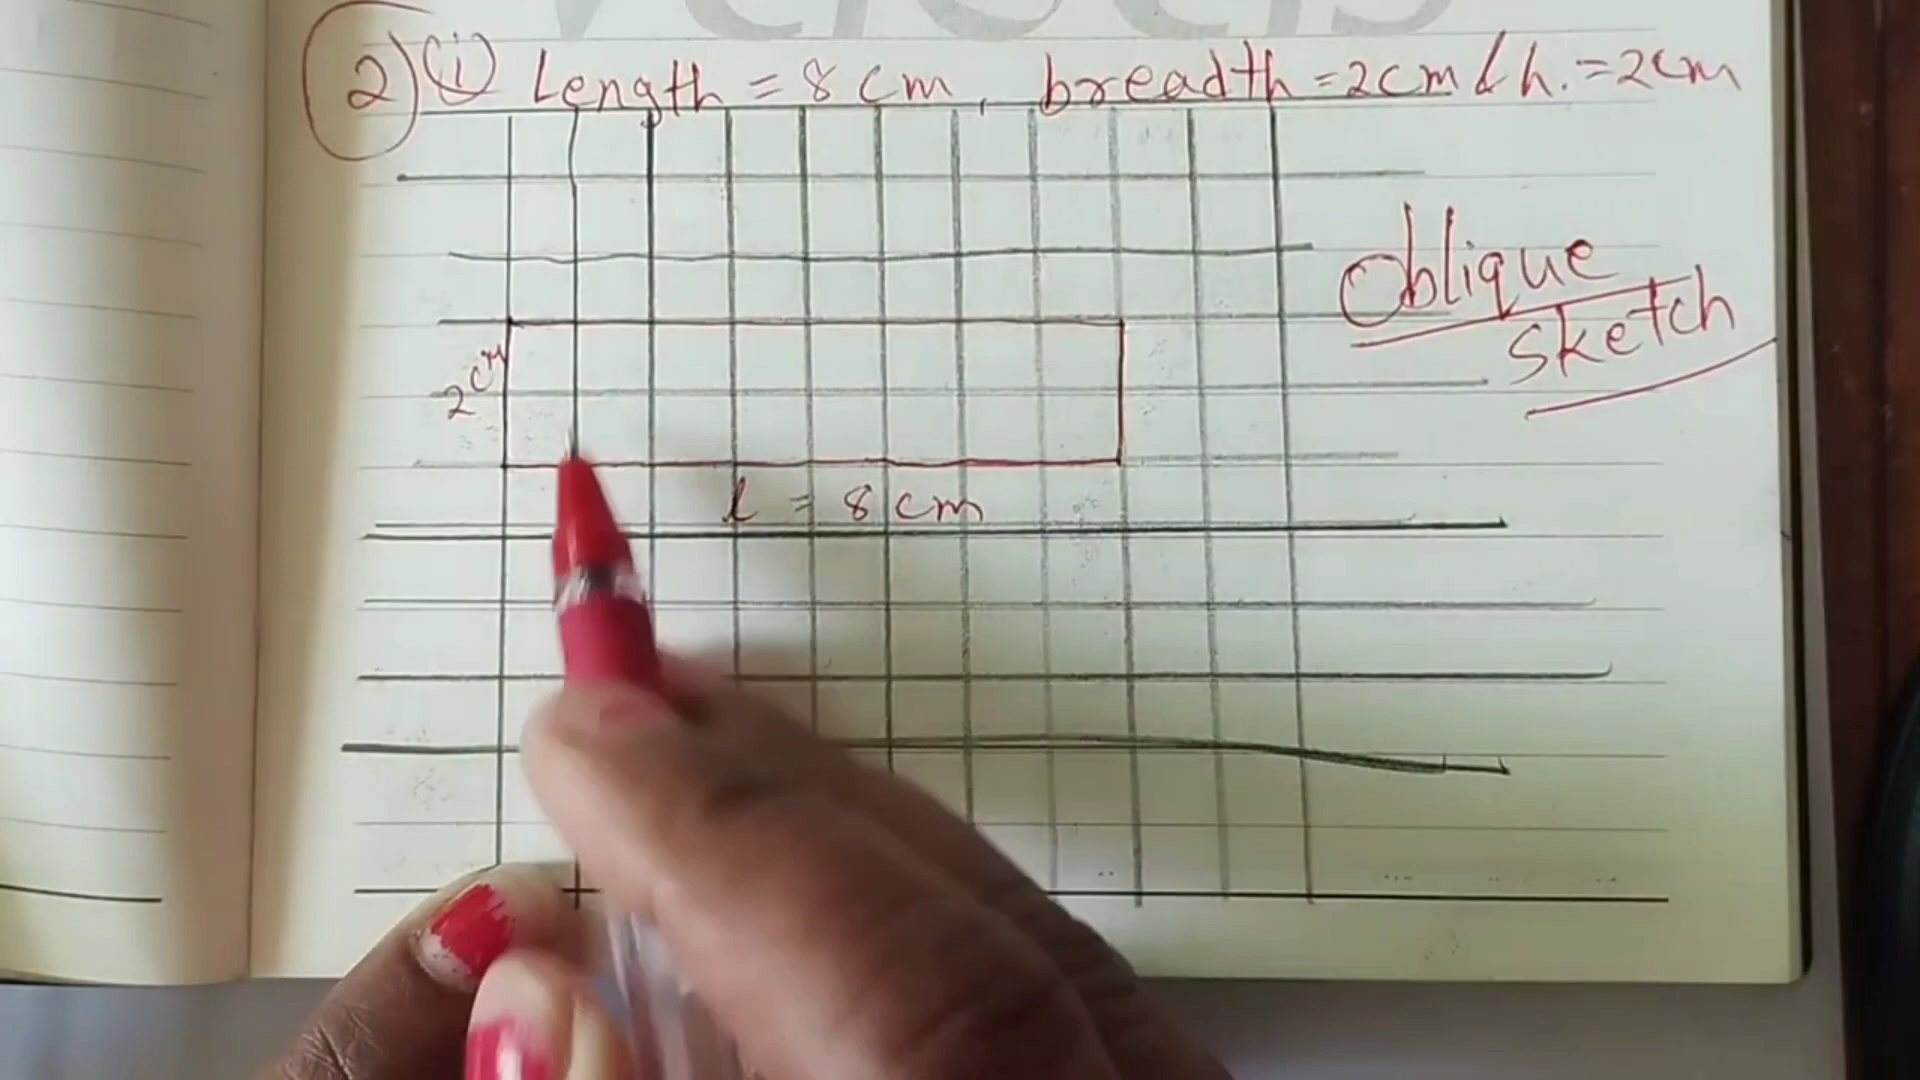 2) (i) Length = 8 cm, breadth = 2 cm & h. = 2 cm
Oblique
sketch
2 cm
l = 8 cm